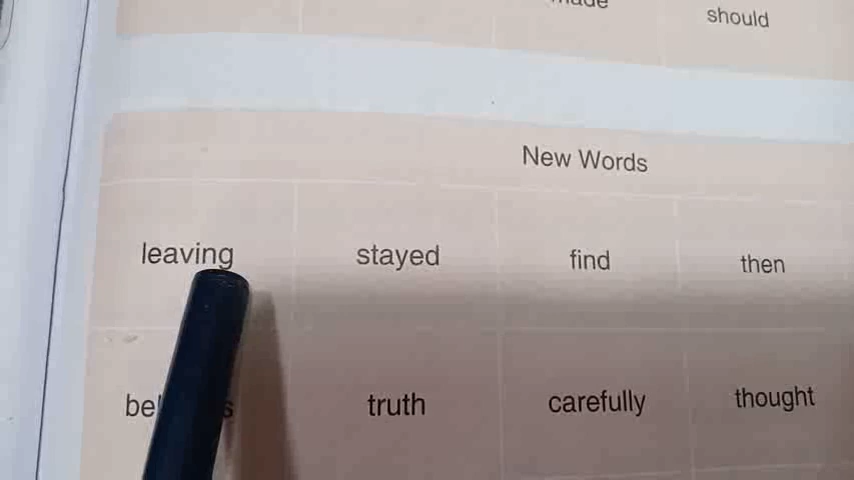 should
New Words
leaving stayed find then
truth carefully thought